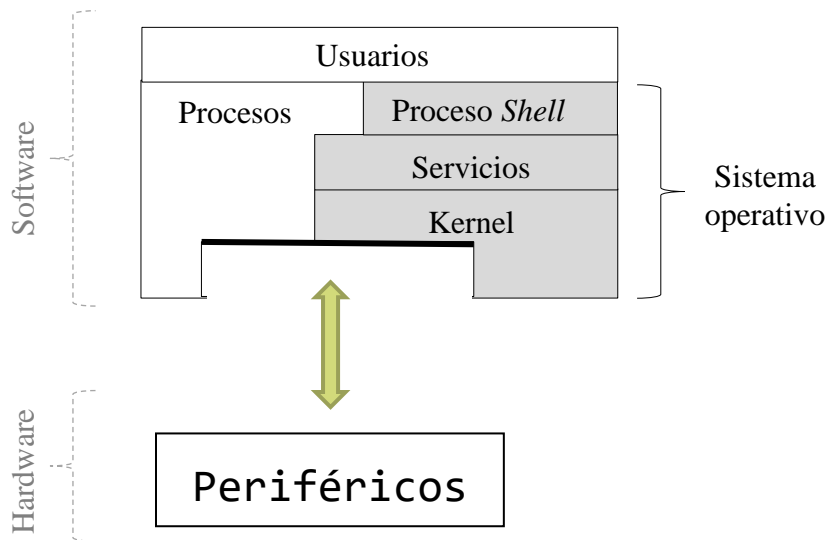 Software
Usuarios
Procesos
Proceso Shell
Servicios
Kernel
Sistema
operativo
Hardware
Periféricos